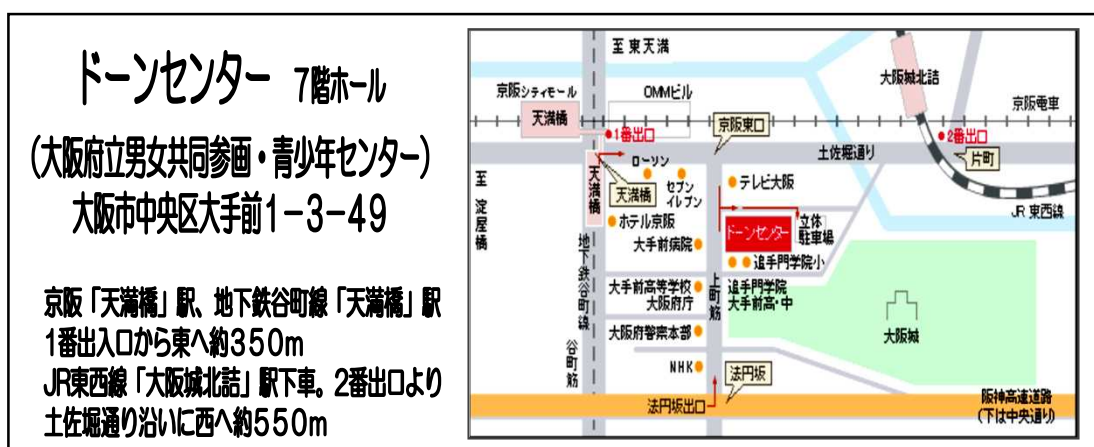 ドーンセンター 7階ホール
(大阪府立男女共同参画・青少年センター)
大阪市中央区大手前1-3-49
京阪「天満橋」駅、地下鉄谷町線「天満橋」駅
1番出入口から東へ約350m
JR東西線「大阪城北詰」駅下車。2番出口より
土佐堀通り沿いに西へ約550m
至東天満
京阪シティモール
OMMビル
天満橋
1番出口
京阪東口
大阪城北詰
京阪電車
2番出口
片町
土佐堀通り
至 淀屋橋
天満橋
ローソン
天満橋
セブン
イレブン
テレビ大阪
JR東西線
ホテル京阪
ドーンセンター
立体
駐車場
大手前病院
追手門学院小
地下鉄谷町線
大手前高等学校
大阪府庁
上町筋
追手門学院
大手前高・中
大阪府警察本部
大阪城
谷町筋
NHK
法円坂
法円坂出口
阪神高速道路
(下は中央通り)